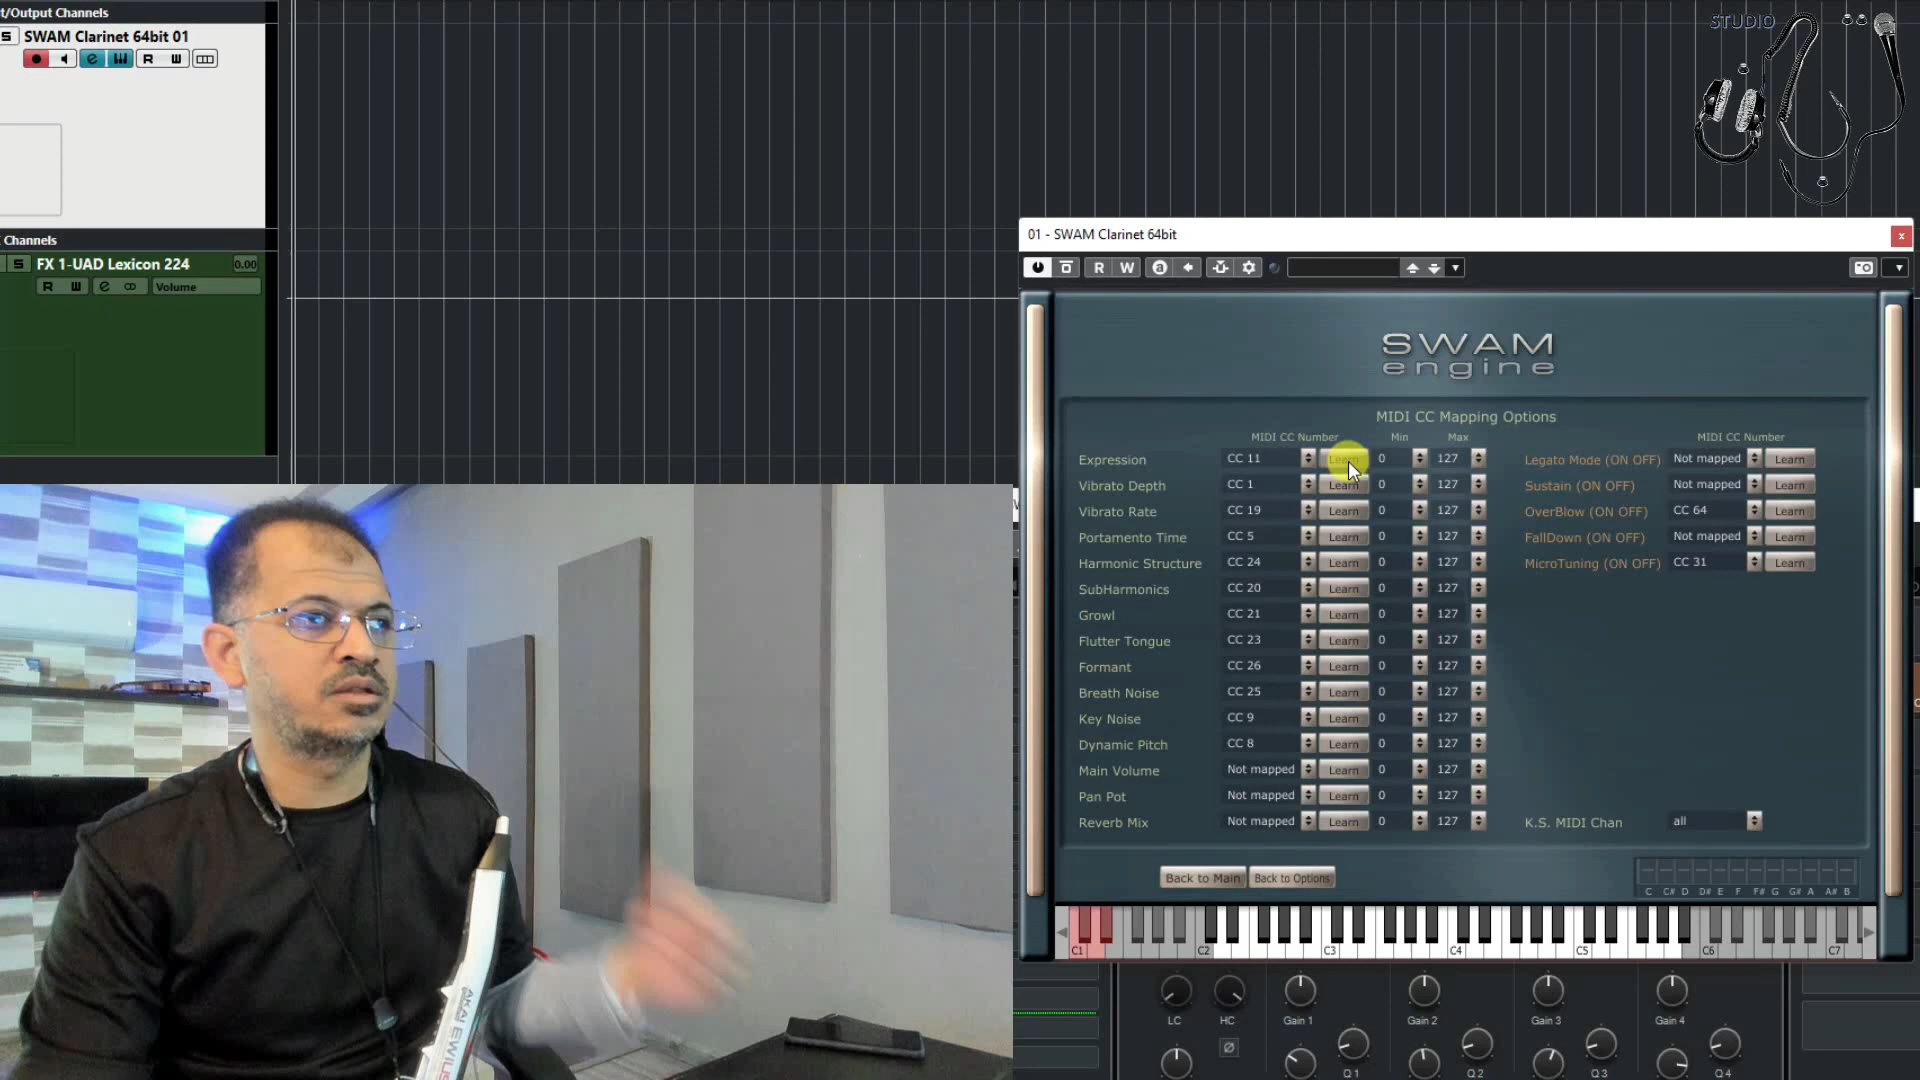 t/Output Channels
S SWAM Clarinet 64bit 01
e R W
Channels
S FX 1-UAD Lexicon 224 0.00
R W e Volume
STUDIO
01 - SWAM Clarinet 64bit
x
R W a
SWAM
engine
MIDI CC Mapping Options
MIDI CC Number Min Max MIDI CC Number
Expression CC 11 Learn 0 127 Legato Mode (ON OFF) Not mapped Learn
Vibrato Depth CC 1 Learn 0 127 Sustain (ON OFF) Not mapped Learn
Vibrato Rate CC 19 Learn 0 127 OverBlow (ON OFF) CC 64 Learn
Portamento Time CC 5 Learn 0 127 FallDown (ON OFF) Not mapped Learn
Harmonic Structure CC 24 Learn 0 127 MicroTuning (ON OFF) CC 31 Learn
SubHarmonics CC 20 Learn 0 127
Growl CC 21 Learn 0 127
Flutter Tongue CC 23 Learn 0 127
Formant CC 26 Learn 0 127
Breath Noise CC 25 Learn 0 127
Key Noise CC 9 Learn 0 127
Dynamic Pitch CC 8 Learn 0 127
Main Volume Not mapped Learn 0 127
Pan Pot Not mapped Learn 0 127
Reverb Mix Not mapped Learn 0 127 K.S. MIDI Chan all
Back to Main Back to Options
C C# D D# E F F# G G# A A# B
C1 C2 C3 C4 C5 C6 C7
LC HC Gain 1 Gain 2 Gain 3 Gain 4
Q 1 Q 2 Q 3 Q 4
AKAI EWI